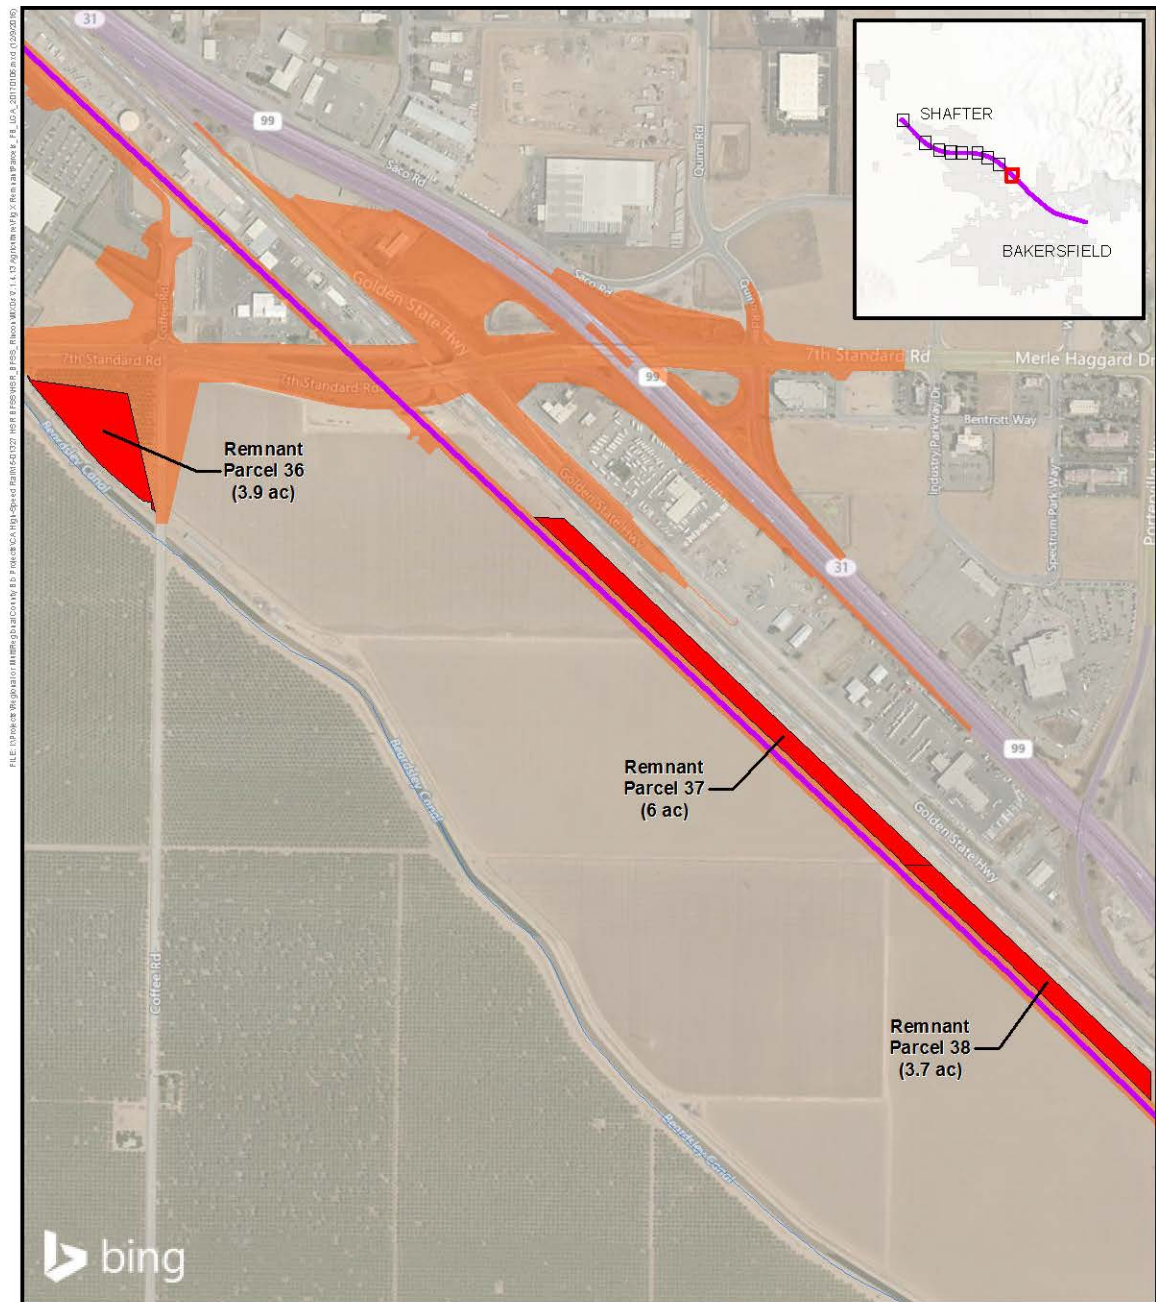 31
99
Saco Rd
Quinn Rd
SHAFTER
BAKERSFIELD
Saco Rd
Golden State Hwy
Coffee Rd
7th Standard Rd
7th Standard Rd
7th Standard Rd
Merle Haggard Dr
99
Bentrott Way
Industry Parkway Dr
Spectrum Park Way
Remnant
Parcel 36
(3.9 ac)
Beardsley Canal
Golden State Hwy
31
Remnant
Parcel 37
(6 ac)
99
Beardsley Canal
Golden State Hwy
Coffee Rd
Remnant
Parcel 38
(3.7 ac)
Beardsley Canal
bing